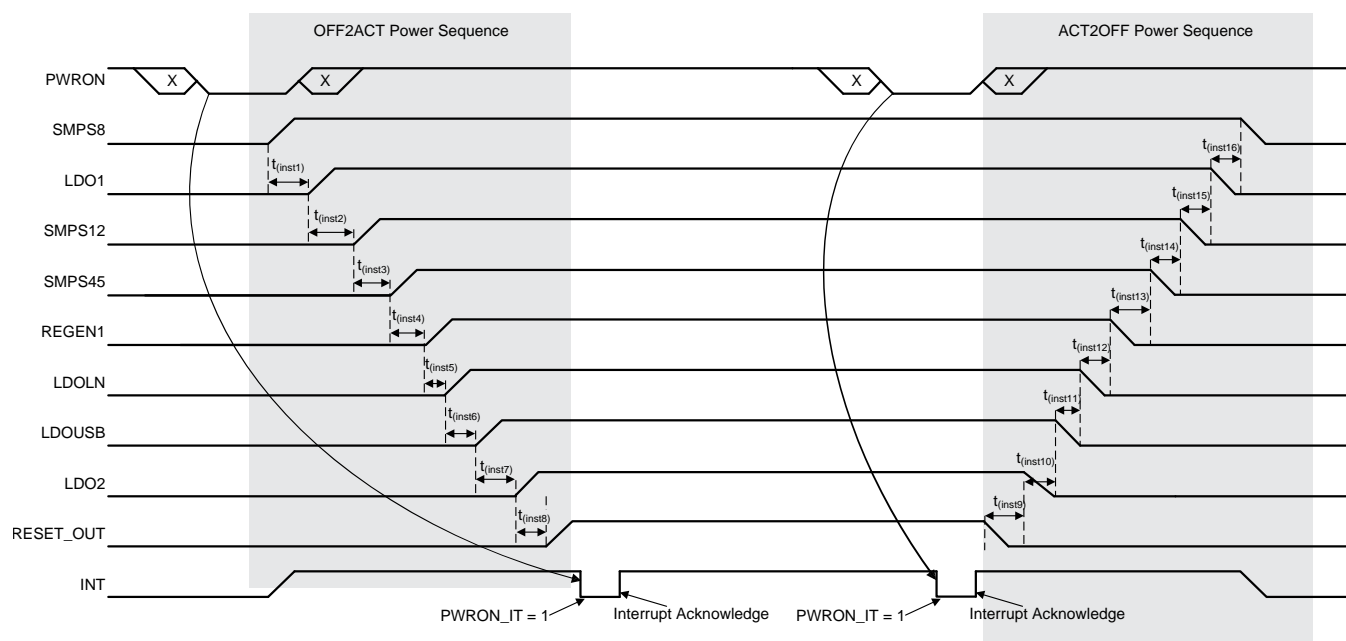 OFF2ACT Power Sequence
ACT2OFF Power Sequence
PWRON
X
X
X
X
SMPS8
t(inst1)
t(inst16)
LDO1
t(inst2)
t(inst15)
SMPS12
t(inst3)
t(inst14)
SMPS45
t(inst4)
t(inst13)
REGEN1
t(inst5)
t(inst12)
LDOLN
t(inst6)
t(inst11)
LDOUSB
t(inst7)
t(inst10)
LDO2
t(inst8)
t(inst9)
RESET_OUT
INT
PWRON_IT = 1
Interrupt Acknowledge
PWRON_IT = 1
Interrupt Acknowledge